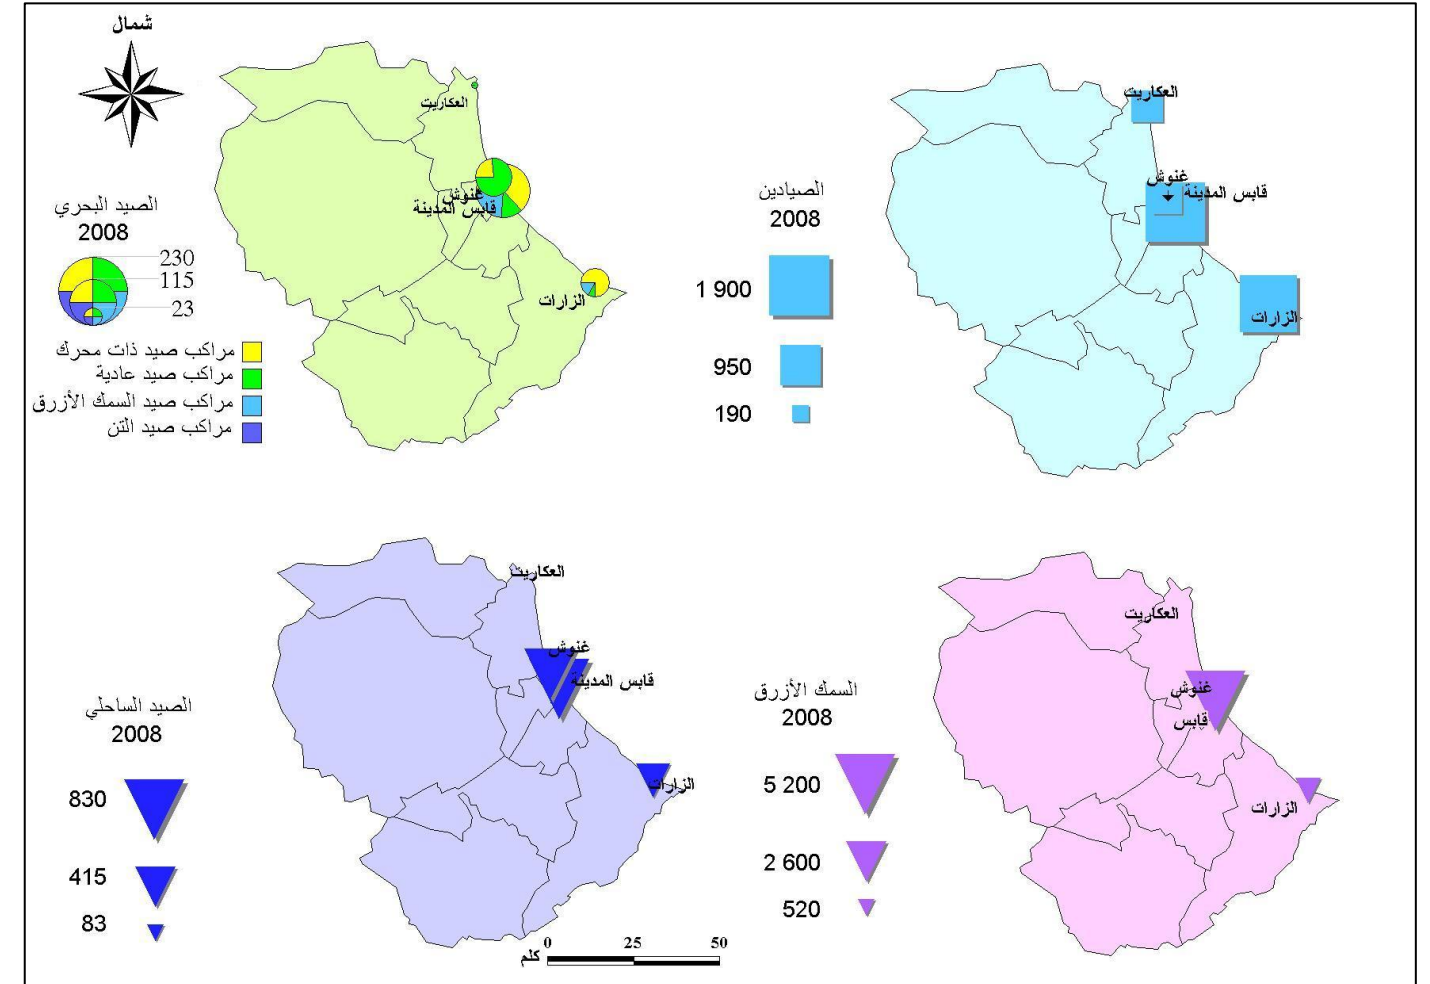 شمال
العكاريت
غنوش
قابس المدينة
الزارات
الصيد البحري
2008
230
115
23
مراكب صيد ذات محرك
مراكب صيد عادية
مراكب صيد السمك الأزرق
مراكب صيد التن
العكاريت
غنوش
قابس المدينة
الزارات
الصيادين
2008
1 900
950
190
العكاريت
غنوش
قابس المدينة
الزارات
الصيد الساحلي
2008
830
415
83
0 25 50
كلم
العكاريت
غنوش
قابس
الزارات
السمك الأزرق
2008
5 200
2 600
520